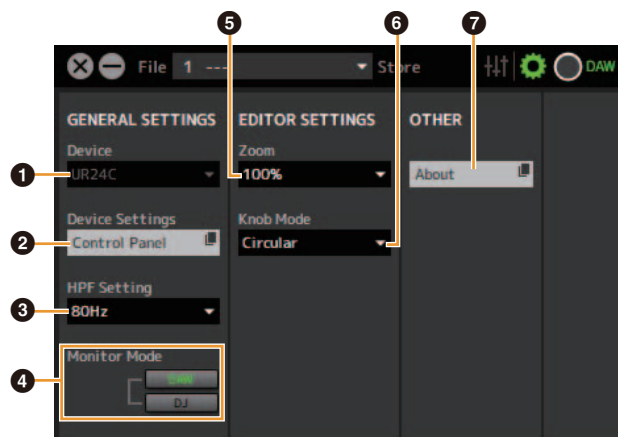 5
6
7
File 1 --- Store DAW
GENERAL SETTINGS
Device
1
UR24C
Device Settings
2
Control Panel
HPF Setting
3
80Hz
Monitor Mode
4
DAW
DJ
EDITOR SETTINGS
Zoom
100%
Knob Mode
Circular
OTHER
About